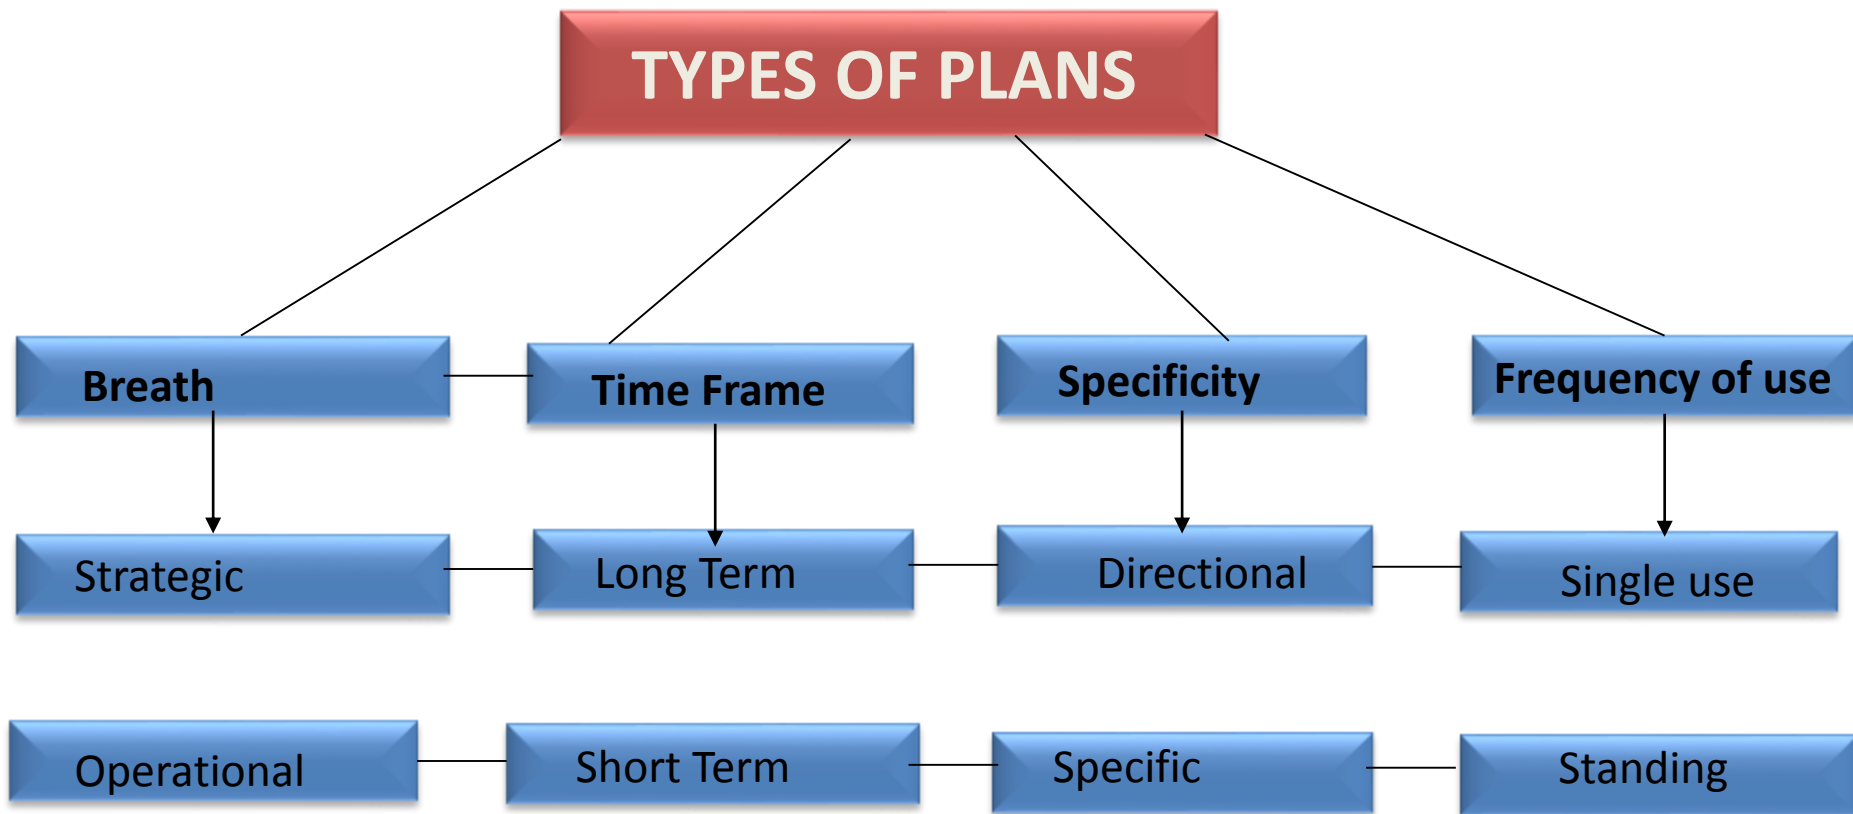 TYPES OF PLANS
Breath
Time Frame
Specificity
Frequency of use
Strategic
Long Term
Directional
Single use
Operational
Short Term
Specific
Standing